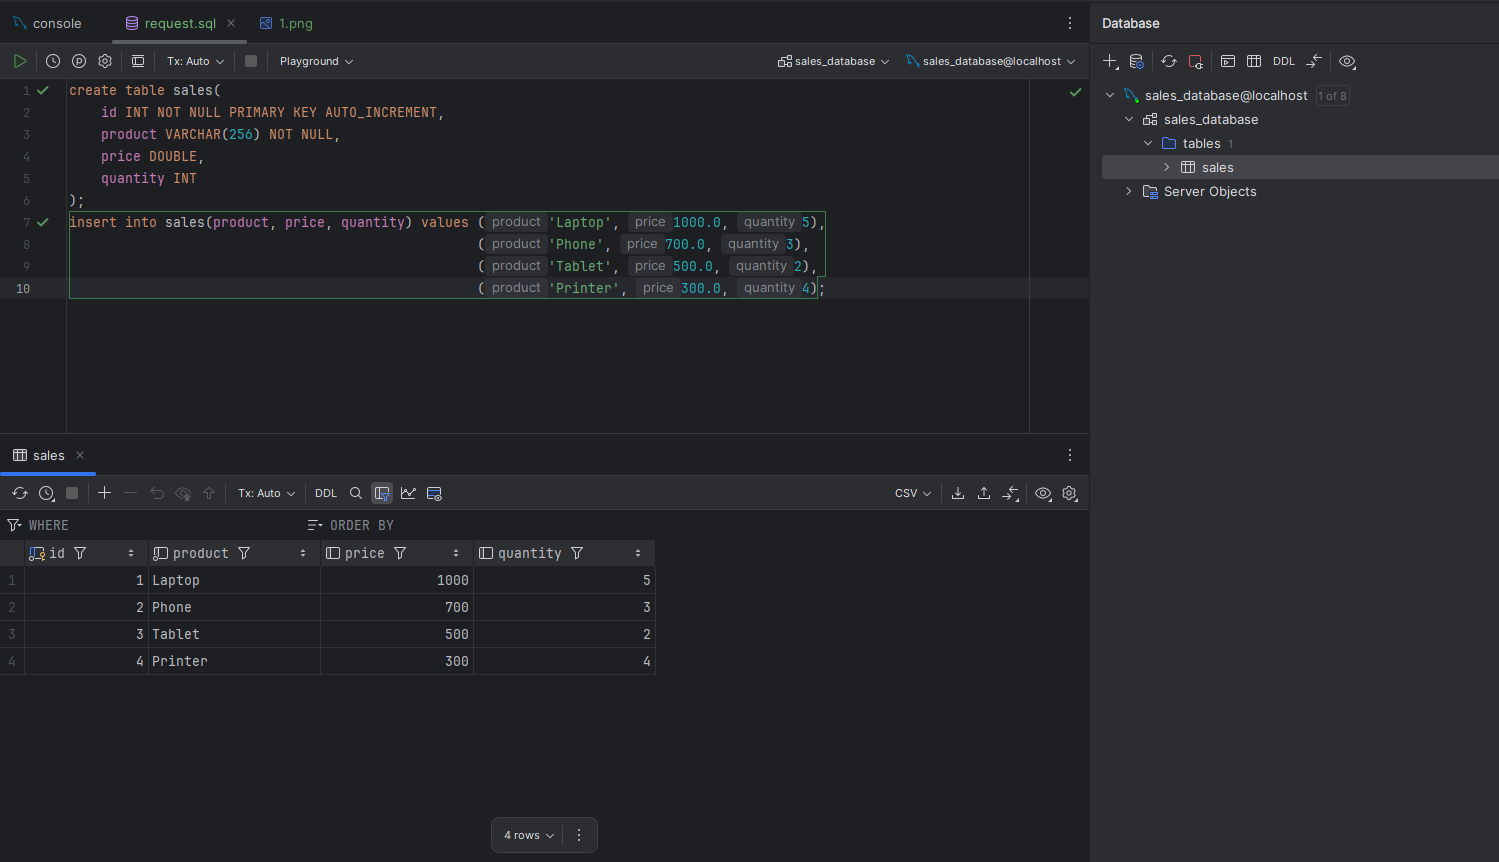 console
request.sql
1.png
Database
Tx: Auto
Playground
sales_database
sales_database@localhost
DDL
1 create table sales(
2 id INT NOT NULL PRIMARY KEY AUTO_INCREMENT,
3 product VARCHAR(256) NOT NULL,
4 price DOUBLE,
5 quantity INT
6 );
7 insert into sales(product, price, quantity) values ( product 'Laptop', price 1000.0, quantity 5),
8 ( product 'Phone', price 700.0, quantity 3),
9 ( product 'Tablet', price 500.0, quantity 2),
10 ( product 'Printer', price 300.0, quantity 4);
sales_database@localhost 1 of 8
sales_database
tables 1
sales
Server Objects
sales
Tx: Auto
DDL
CSV
WHERE
ORDER BY
id product price quantity
1 1 Laptop 1000 5
2 2 Phone 700 3
3 3 Tablet 500 2
4 4 Printer 300 4
4 rows